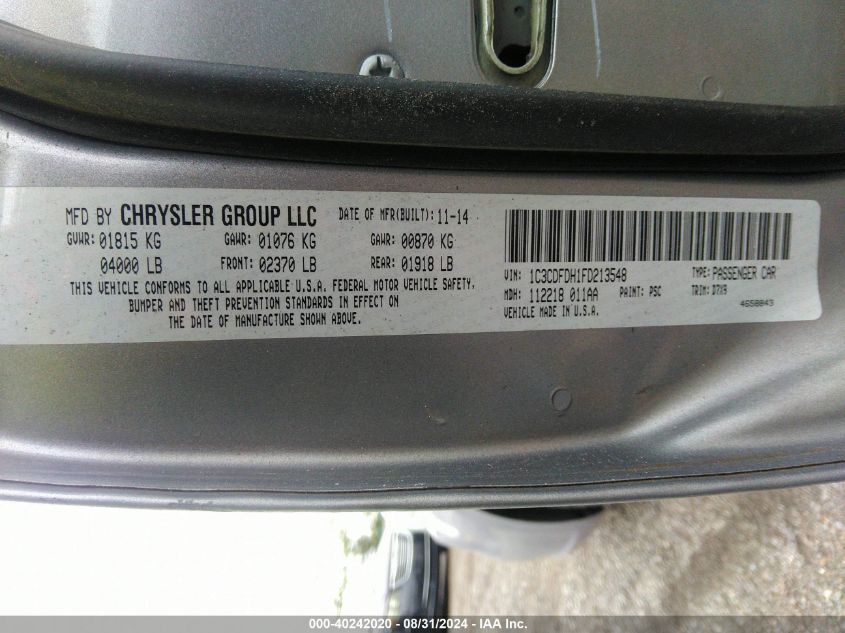 MFD BY CHRYSLER GROUP LLC DATE OF MFR(BUILT): 11-14
GVWR: 01815 KG GAWR: 01076 KG GAWR: 00870 KG
04000 LB FRONT: 02370 LB REAR: 01918 LB
THIS VEHICLE CONFORMS TO ALL APPLICABLE U.S.A. FEDERAL MOTOR VEHICLE SAFETY,
BUMPER AND THEFT PREVENTION STANDARDS IN EFFECT ON
THE DATE OF MANUFACTURE SHOWN ABOVE.
VIN: 1C3CDFDH1FD213548 TYPE: PASSENGER CAR
MDH: 112218 011AA PAINT: PSC TRIM: D7X9
VEHICLE MADE IN U.S.A. 4658843
000-40242020 - 08/31/2024 - IAA Inc.